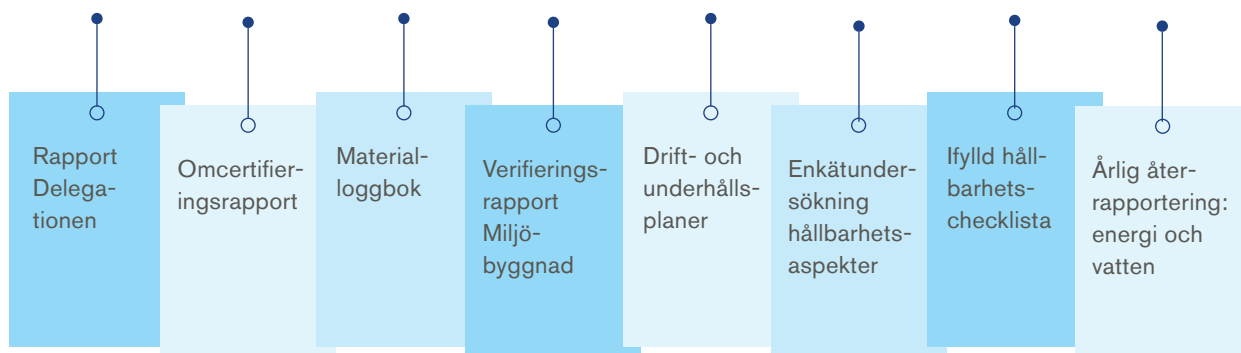 Rapport
Delega-
tionen
Omcertifier-
ingsrapport
Material-
loggbok
Verifierings-
rapport
Miljö-
byggnad
Drift- och
underhålls-
planer
Enkätunder-
sökning
hållbarhets-
aspekter
Ifylld håll-
barhets-
checklista
Årlig åter-
rapportering:
energi och
vatten